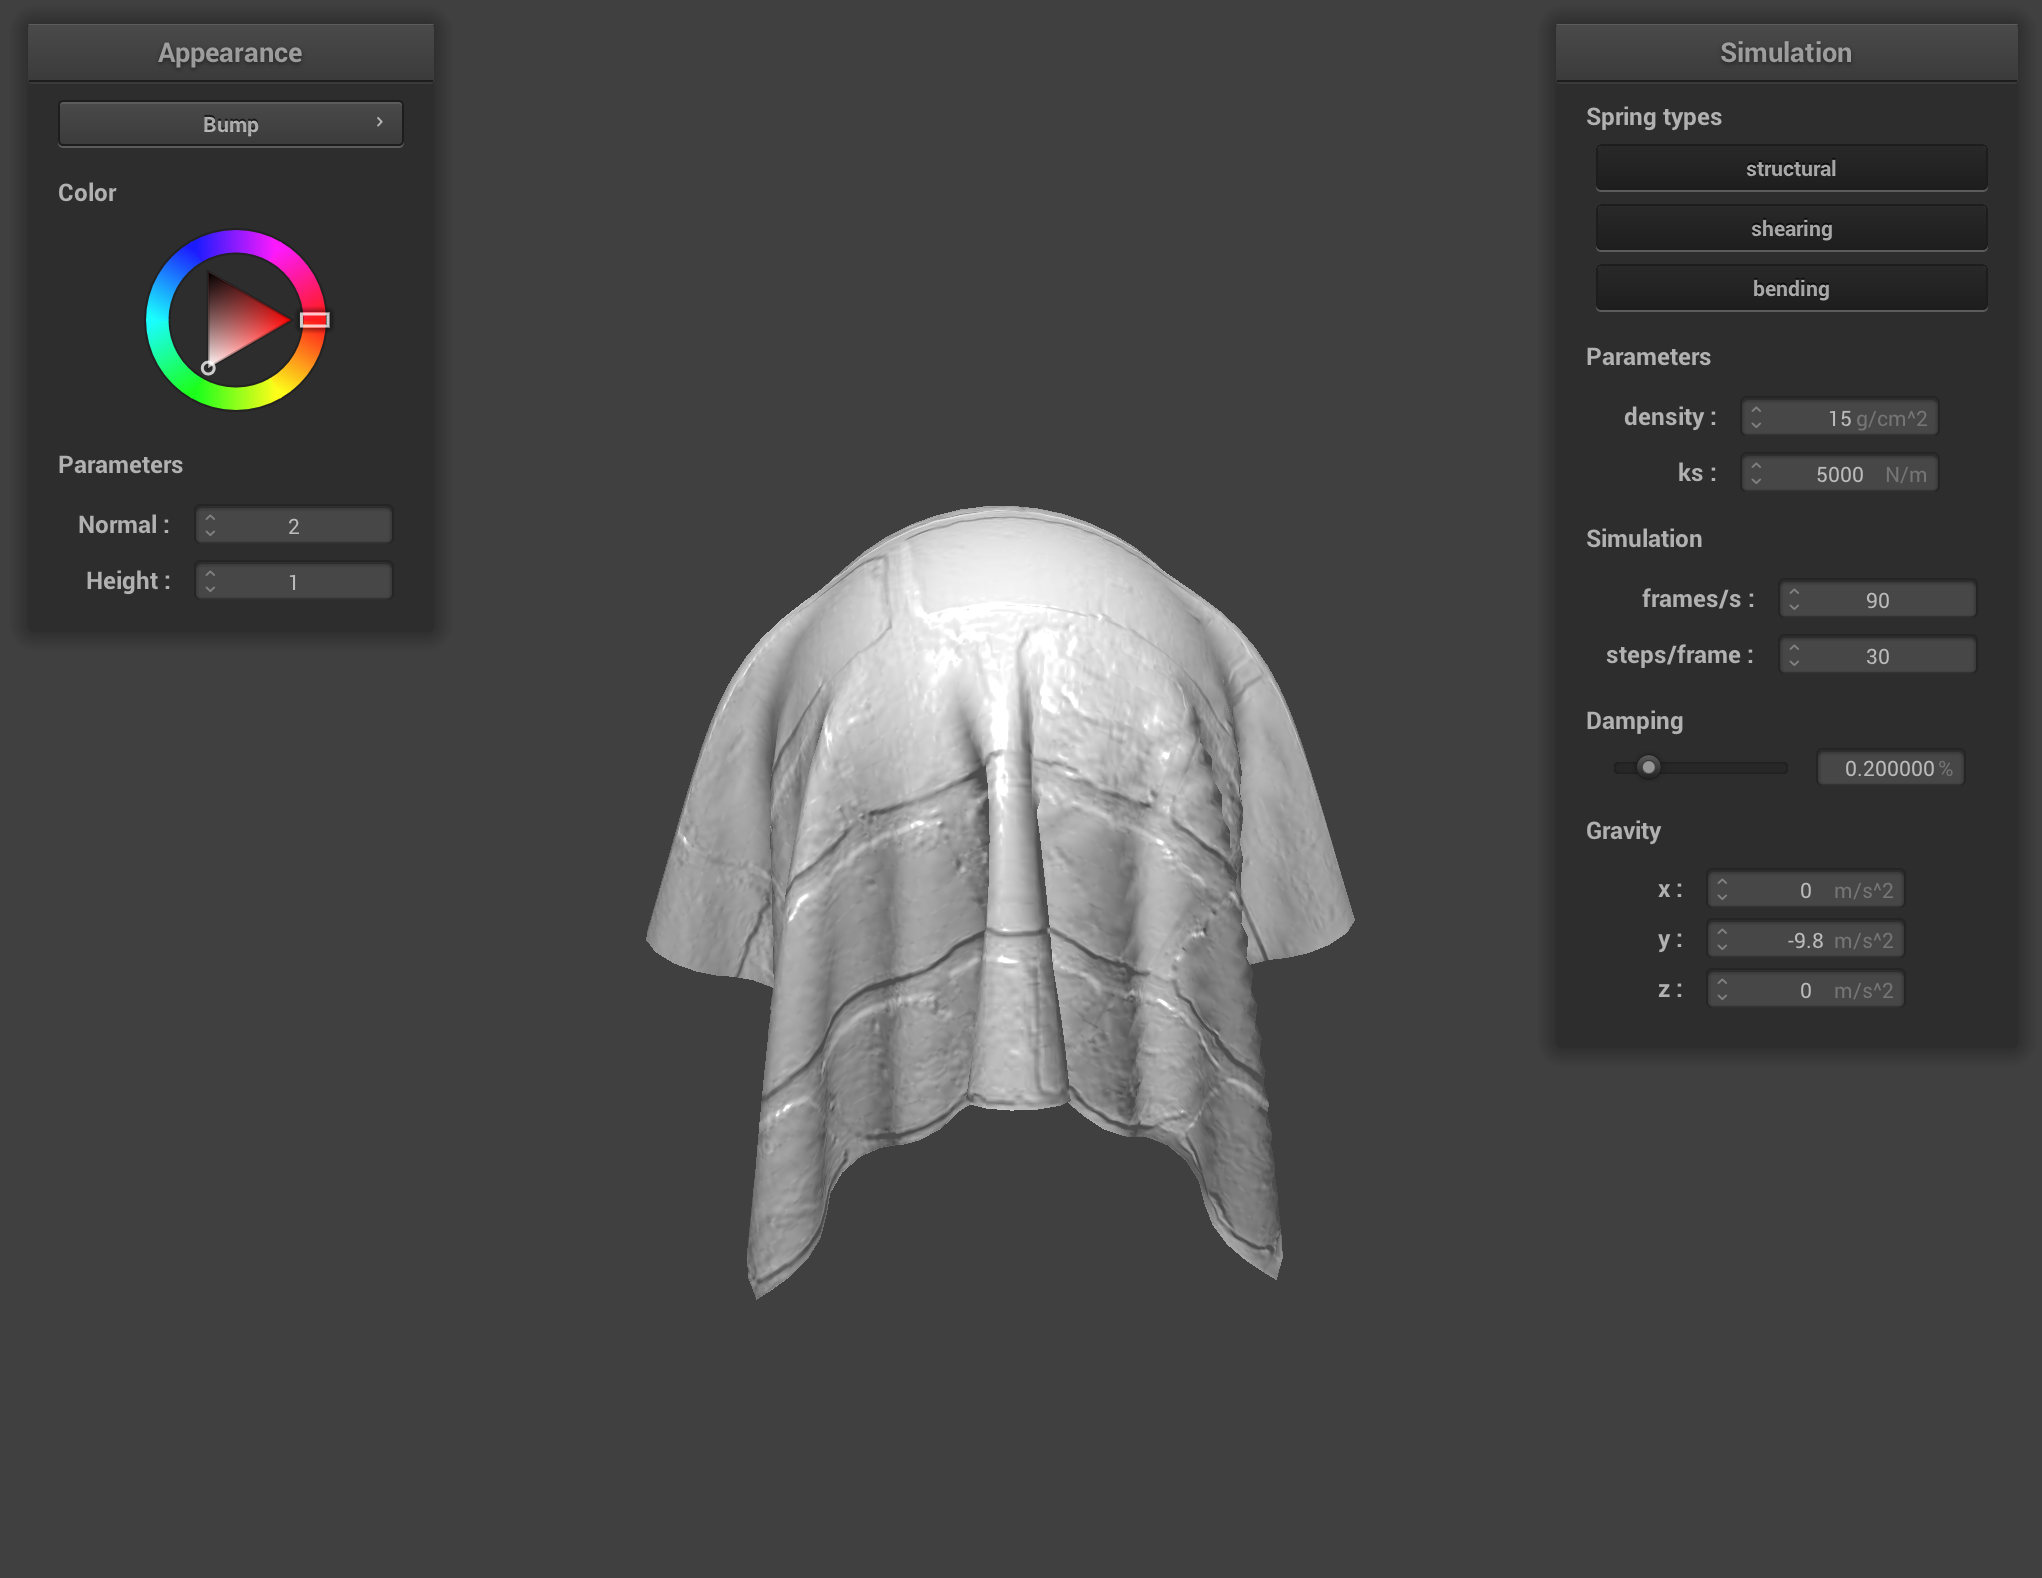 Appearance
Bump
Color
Parameters
Normal : 2
Height : 1
Simulation
Spring types
structural
shearing
bending
Parameters
density : 15 g/cm^2
ks : 5000 N/m
Simulation
frames/s : 90
steps/frame : 30
Damping
0.200000 %
Gravity
x : 0 m/s^2
y : -9.8 m/s^2
z : 0 m/s^2